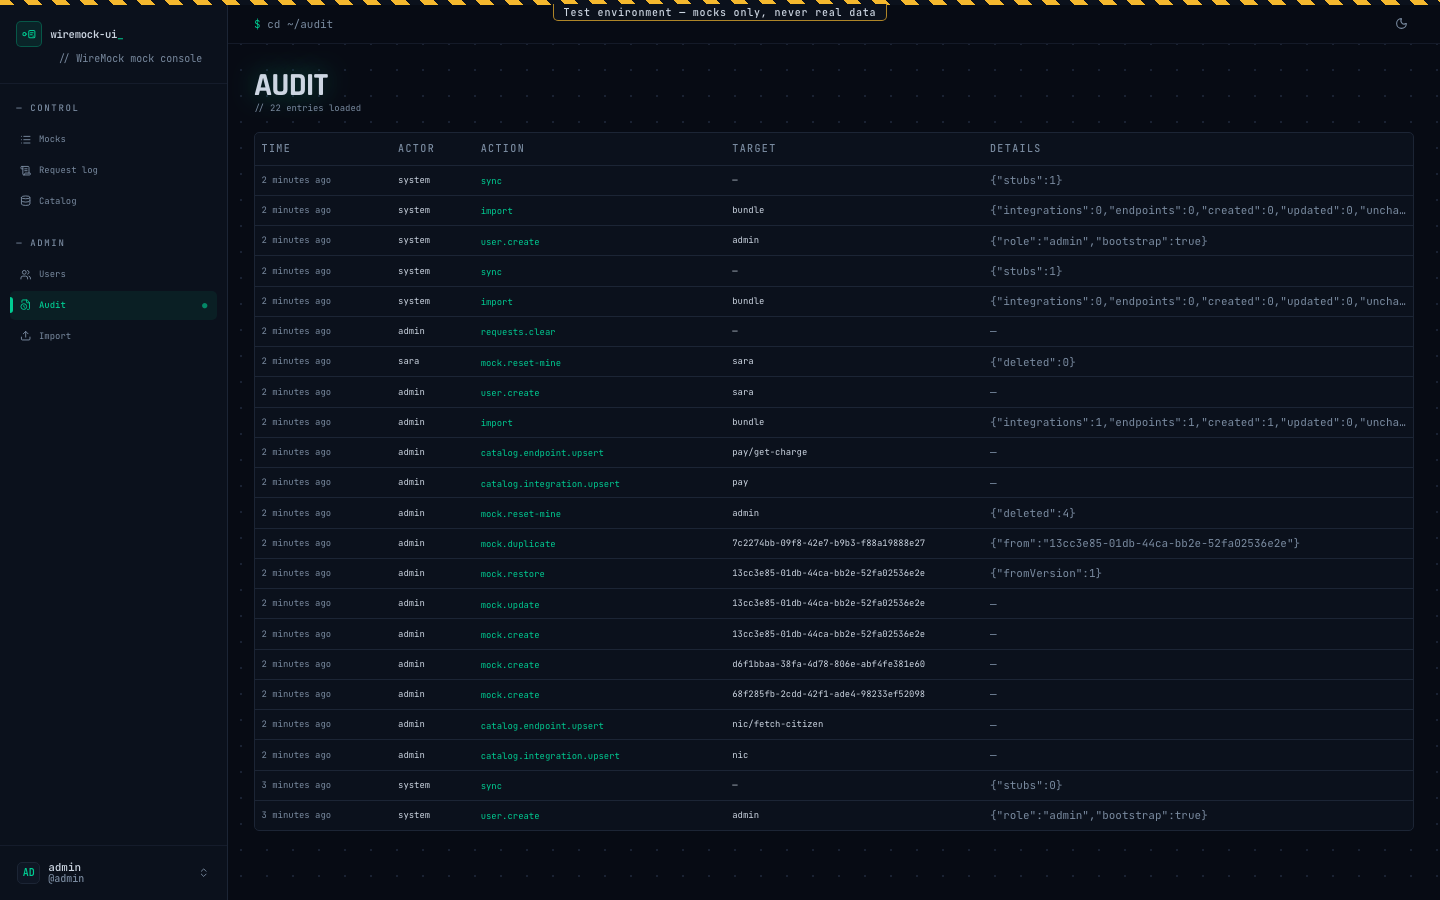 Test environment — mocks only, never real data
wiremock-ui_
// WireMock mock console
$ cd ~/audit
— CONTROL
Mocks
Request log
Catalog
— ADMIN
Users
Audit
Import
AD
admin
@admin
AUDIT
// 22 entries loaded
TIME ACTOR ACTION TARGET DETAILS
2 minutes ago system sync — {"stubs":1}
2 minutes ago system import bundle {"integrations":0,"endpoints":0,"created":0,"updated":0,"uncha…
2 minutes ago system user.create admin {"role":"admin","bootstrap":true}
2 minutes ago system sync — {"stubs":1}
2 minutes ago system import bundle {"integrations":0,"endpoints":0,"created":0,"updated":0,"uncha…
2 minutes ago admin requests.clear — —
2 minutes ago sara mock.reset-mine sara {"deleted":0}
2 minutes ago admin user.create sara —
2 minutes ago admin import bundle {"integrations":1,"endpoints":1,"created":1,"updated":0,"uncha…
2 minutes ago admin catalog.endpoint.upsert pay/get-charge —
2 minutes ago admin catalog.integration.upsert pay —
2 minutes ago admin mock.reset-mine admin {"deleted":4}
2 minutes ago admin mock.duplicate 7c2274bb-09f8-42e7-b9b3-f88a19888e27 {"from":"13cc3e85-01db-44ca-bb2e-52fa02536e2e"}
2 minutes ago admin mock.restore 13cc3e85-01db-44ca-bb2e-52fa02536e2e {"fromVersion":1}
2 minutes ago admin mock.update 13cc3e85-01db-44ca-bb2e-52fa02536e2e —
2 minutes ago admin mock.create 13cc3e85-01db-44ca-bb2e-52fa02536e2e —
2 minutes ago admin mock.create d6f1bbaa-38fa-4d78-806e-abf4fe381e60 —
2 minutes ago admin mock.create 68f285fb-2cdd-42f1-ade4-98233ef52098 —
2 minutes ago admin catalog.endpoint.upsert nic/fetch-citizen —
2 minutes ago admin catalog.integration.upsert nic —
3 minutes ago system sync — {"stubs":0}
3 minutes ago system user.create admin {"role":"admin","bootstrap":true}